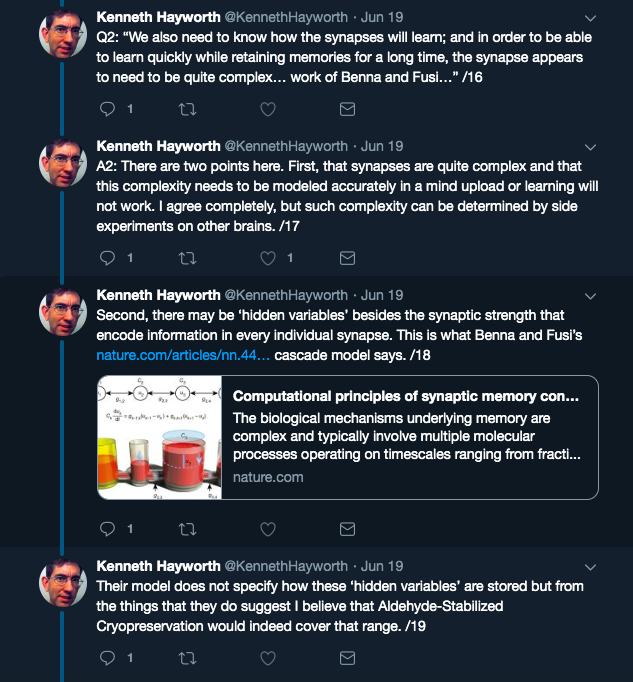 Kenneth Hayworth @KennethHayworth · Jun 19
Q2: “We also need to know how the synapses will learn; and in order to be able
to learn quickly while retaining memories for a long time, the synapse appears
to need to be quite complex… work of Benna and Fusi…” /16
1
Kenneth Hayworth @KennethHayworth · Jun 19
A2: There are two points here. First, that synapses are quite complex and that
this complexity needs to be modeled accurately in a mind upload or learning will
not work. I agree completely, but such complexity can be determined by side
experiments on other brains. /17
1 1
Kenneth Hayworth @KennethHayworth · Jun 19
Second, there may be ‘hidden variables’ besides the synaptic strength that
encode information in every individual synapse. This is what Benna and Fusi’s
nature.com/articles/nn.44… cascade model says. /18
Computational principles of synaptic memory con...
The biological mechanisms underlying memory are
complex and typically involve multiple molecular
processes operating on timescales ranging from fracti...
nature.com
1
Kenneth Hayworth @KennethHayworth · Jun 19
Their model does not specify how these ‘hidden variables’ are stored but from
the things that they do suggest I believe that Aldehyde-Stabilized
Cryopreservation would indeed cover that range. /19
1